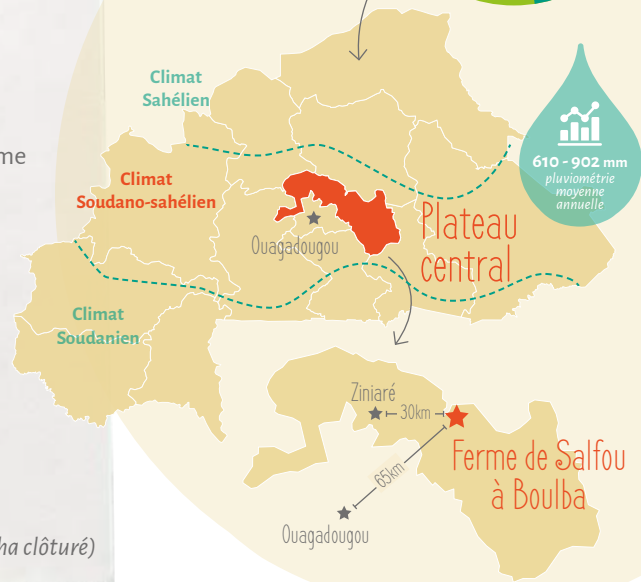 Climat
Sahélien
me
610 - 902 mm
pluviométrie
moyenne
annuelle
Climat
Soudano-sahélien
Plateau
central
Ouagadougou
Climat
Soudanien
Ziniaré
30km
Ferme de Salfou
à Boulba
65km
Ouagadougou
ha clôturé)